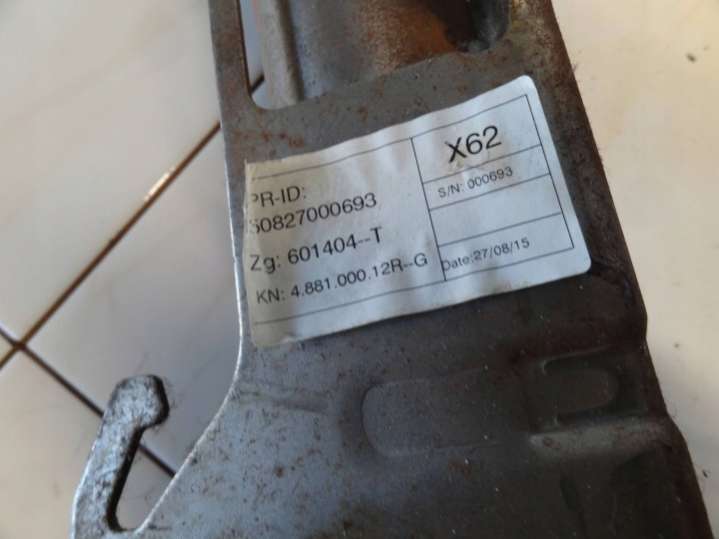 PR-ID:
50827000693
Zg: 601404--T
KN: 4.881.000.12R--G
X62
S/N: 000693
Date:27/08/15